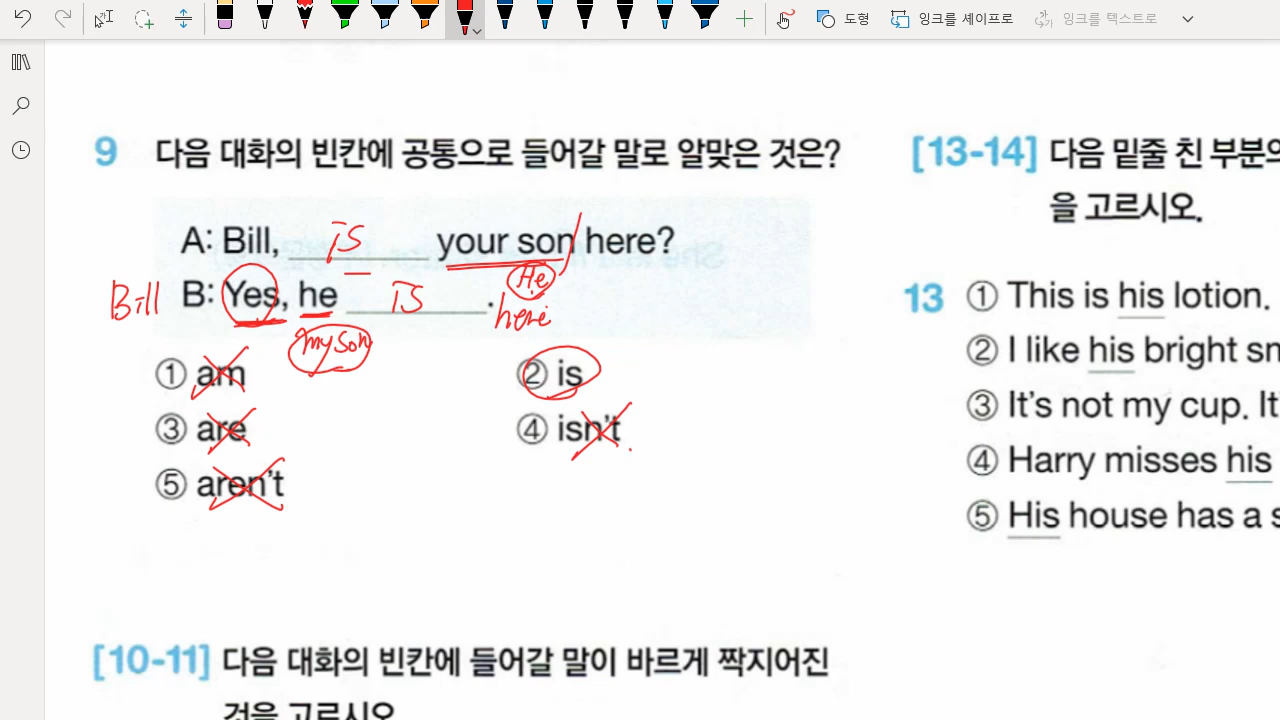 도형 잉크를 셰이프로 잉크를 텍스트로
9 다음 대화의 빈칸에 공통으로 들어갈 말로 알맞은 것은?
A: Bill, is your son here?
He
Bill B: Yes, he is . here
my son
① am ② is
③ are ④ isn't
⑤ aren't
[10-11] 다음 대화의 빈칸에 들어갈 말이 바르게 짝지어진
것을 고르시오
[13-14] 다음 밑줄 친 부분의
을 고르시오.
13 ① This is his lotion.
② I like his bright
③ It's not my cup.
④ Harry misses his
⑤ His house has a